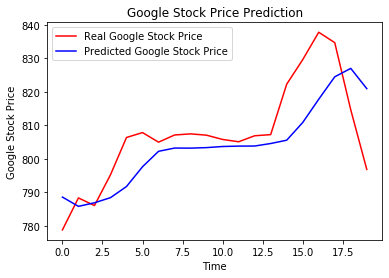 Google Stock Price Prediction
Real Google Stock Price
Predicted Google Stock Price
Google Stock Price
840
830
820
810
800
790
780
0.0 2.5 5.0 7.5 10.0 12.5 15.0 17.5
Time